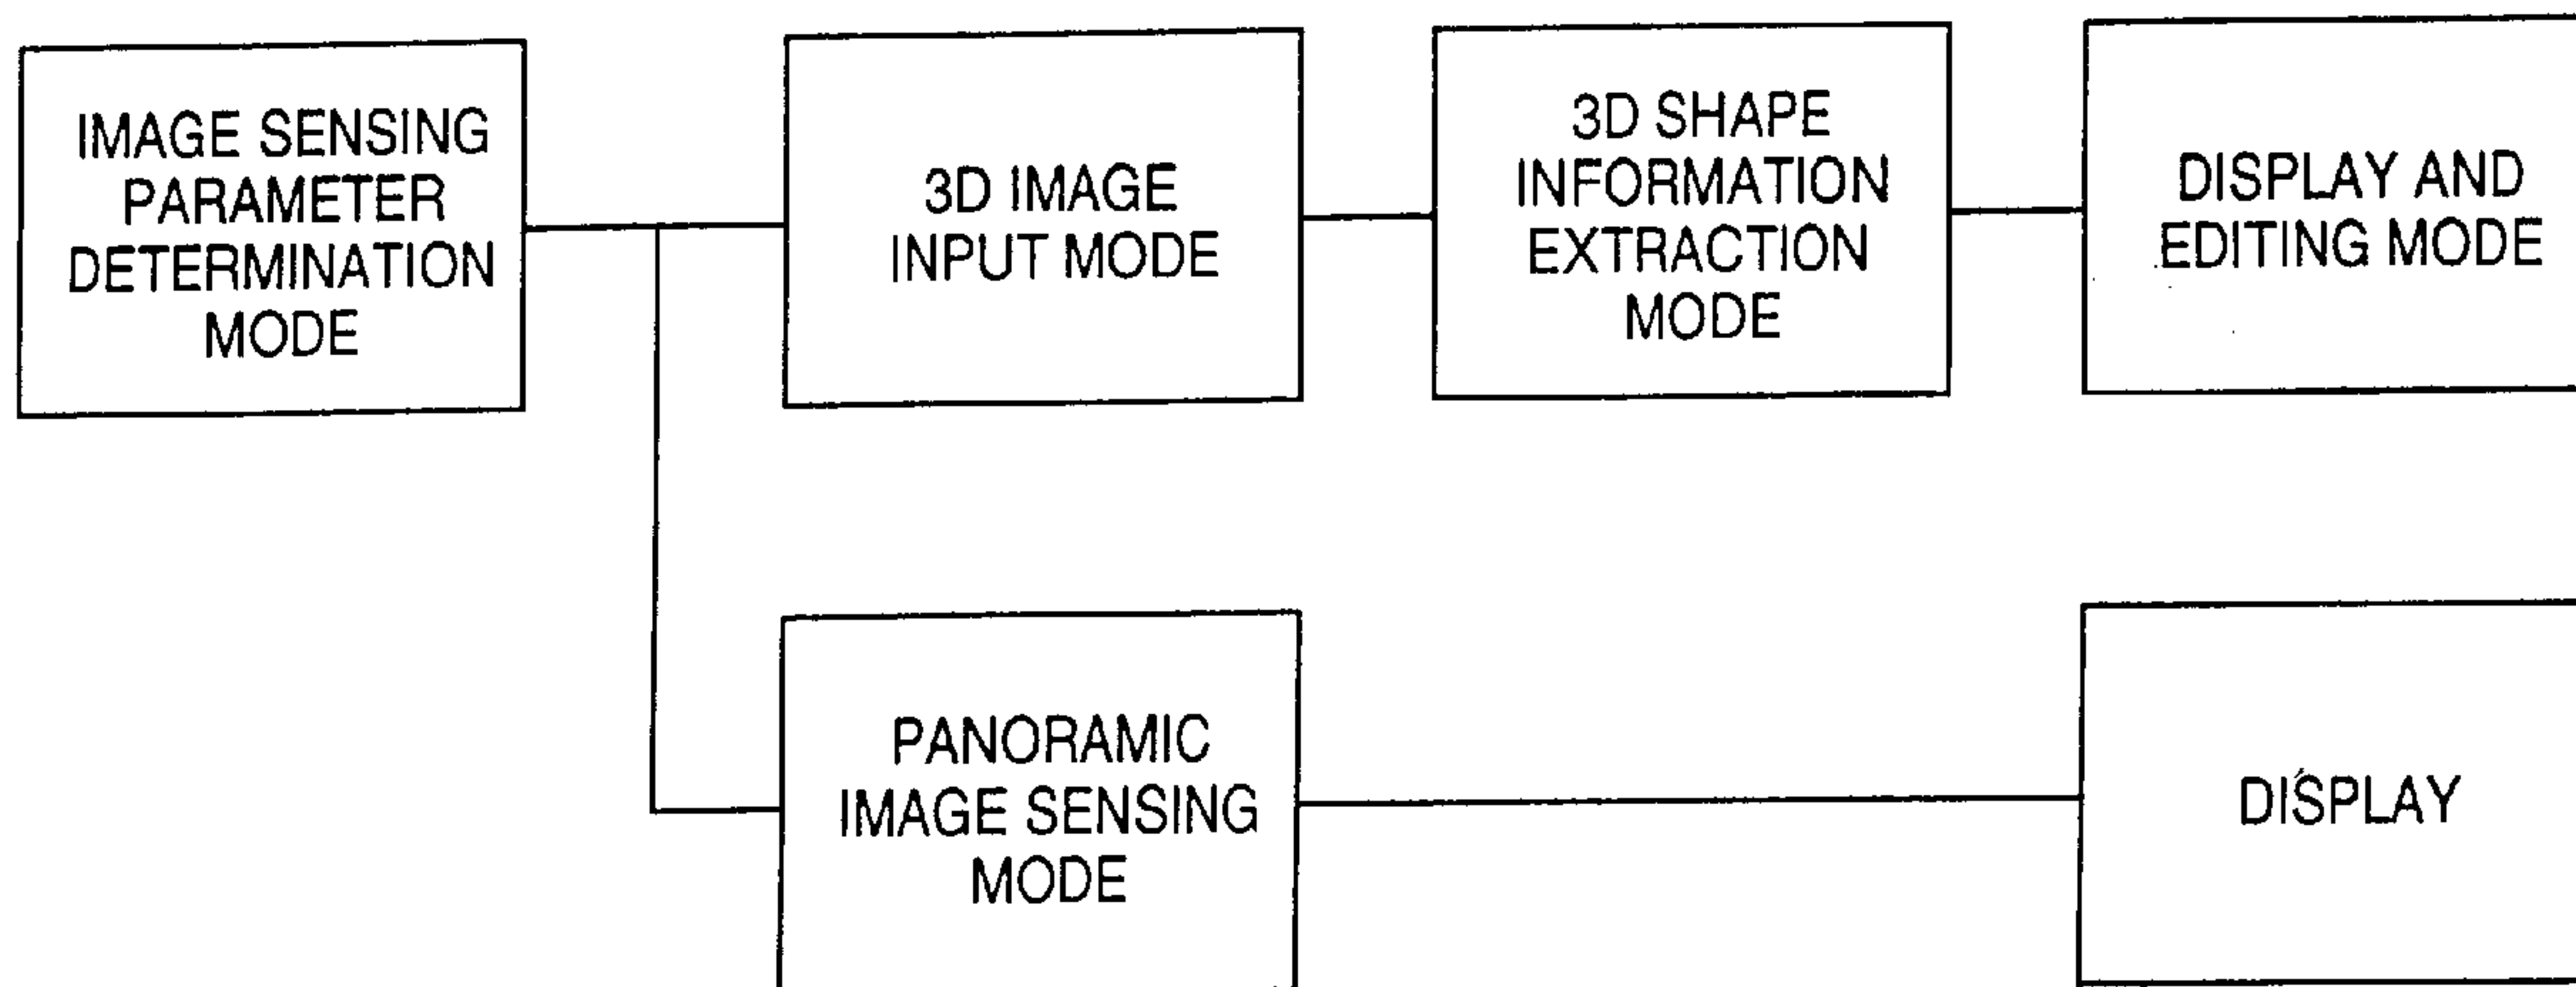 IMAGE SENSING
PARAMETER
DETERMINATION
MODE
3D IMAGE
INPUT MODE
3D SHAPE
INFORMATION
EXTRACTION
MODE
DISPLAY AND
EDITING MODE
PANORAMIC
IMAGE SENSING
MODE
DISPLAY